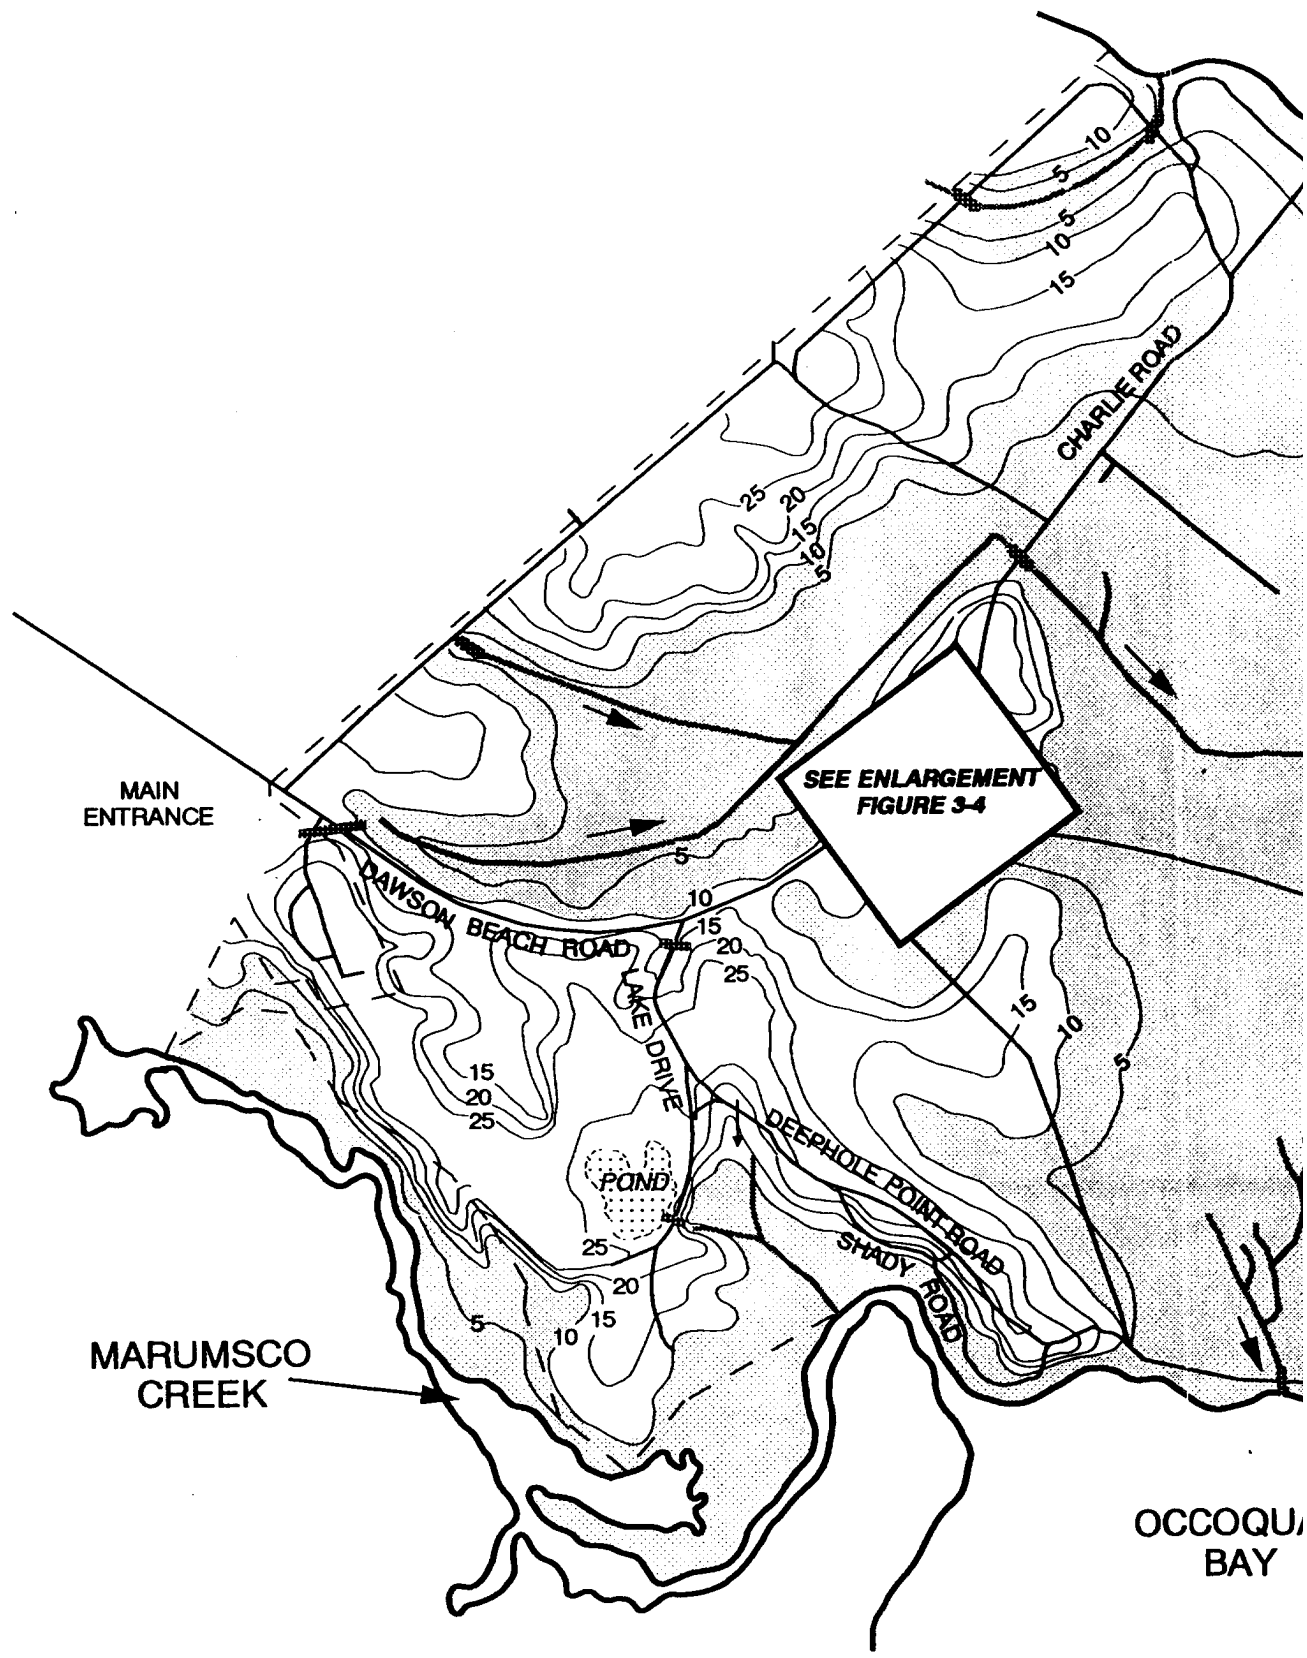 10
5
5
10
15
CHARLIE ROAD
25
20
15
10
5
MAIN
ENTRANCE
SEE ENLARGEMENT
FIGURE 3-4
5
10
15
20
25
DAWSON BEACH ROAD
LAKE DRIVE
15
10
5
15
20
25
DEEPHOLE POINT ROAD
POND
SHADY ROAD
25
20
15
10
5
MARUMSCO
CREEK
OCCOQUA
BAY